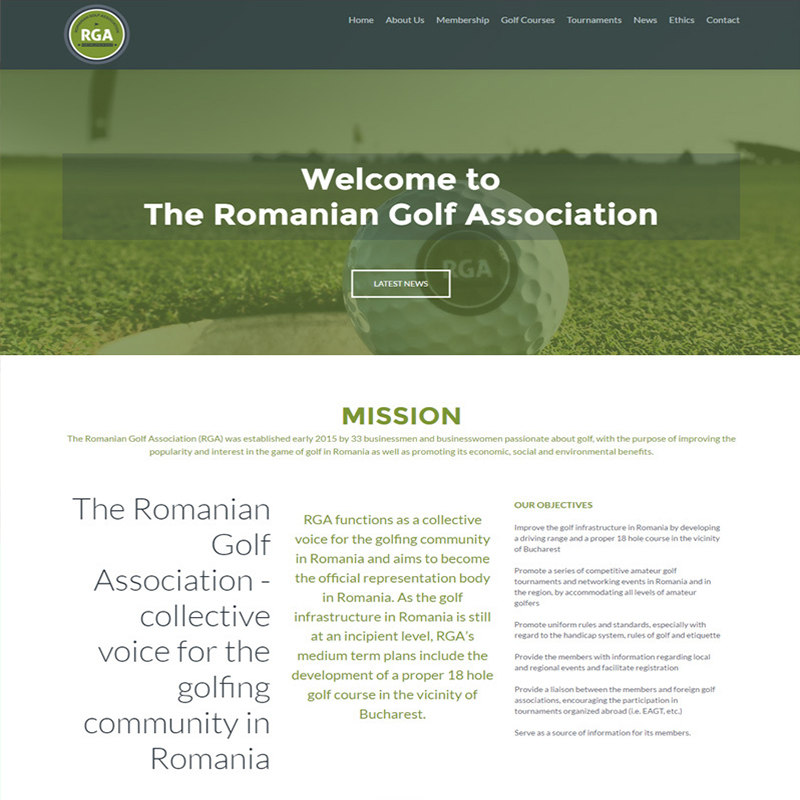 RGA
Home About Us Membership Golf Courses Tournaments News Ethics Contact
Welcome to
The Romanian Golf Association
RGA
LATEST NEWS
MISSION
The Romanian Golf Association (RGA) was established early 2015 by 33 businessmen and businesswomen passionate about golf, with the purpose of improving the
popularity and interest in the game of golf in Romania as well as promoting its economic, social and environmental benefits.
The Romanian
Golf
Association -
collective
voice for the
golfing
community in
Romania
RGA functions as a collective
voice for the golfing community
in Romania and aims to become
the official representation body
in Romania. As the golf
infrastructure in Romania is still
at an incipient level, RGA's
medium term plans include the
development of a proper 18 hole
golf course in the vicinity of
Bucharest.
OUR OBJECTIVES
Improve the golf infrastructure in Romania by developing
a driving range and a proper 18 hole course in the vicinity
of Bucharest
Promote a series of competitive amateur golf
tournaments and networking events in Romania and in
the region, by accommodating all levels of amateur
golfers
Promote uniform rules and standards, especially with
regard to the handicap system, rules of golf and etiquette
Provide the members with information regarding local
and regional events and facilitate registration
Provide a liaison between the members and foreign golf
associations, encouraging the participation in
tournaments organized abroad (i.e. EAGT, etc.)
Serve as a source of information for its members.